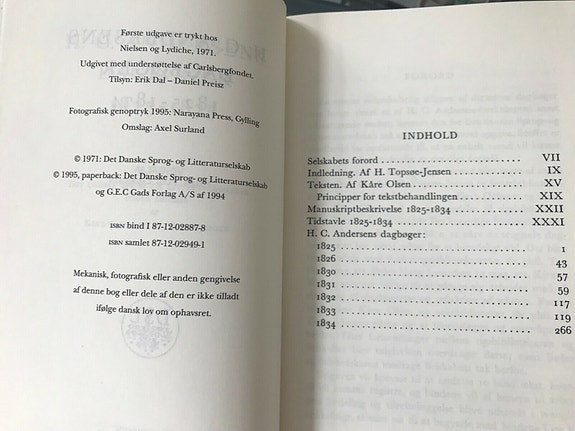 Første udgave er trykt hos
Nielsen og Lydiche, 1971.
Udgivet med understøttelse af Carlsbergfondet.
Tilsyn: Erik Dal – Daniel Preisz
Fotografisk genoptryk 1995: Narayana Press, Gylling
Omslag: Axel Surland
© 1971: Det Danske Sprog- og Litteraturselskab
© 1995, paperback: Det Danske Sprog- og Litteraturselskab
og G.E.C Gads Forlag A/S af 1994
ISBN bind I 87-12-02887-8
ISBN samlet 87-12-02949-1
Mekanisk, fotografisk eller anden gengivelse
af denne bog eller dele af den er ikke tilladt
ifølge dansk lov om ophavsret.
INDHOLD
Selskabets forord VII
Indledning. Af H. Topsøe-Jensen IX
Teksten. Af Kåre Olsen XV
Principper for tekstbehandlingen XIX
Manuskriptbeskrivelse 1825-1834 XXII
Tidstavle 1825-1834 XXXI
H. C. Andersens dagbøger:
1825 1
1826 43
1830 57
1831 59
1832 117
1833 119
1834 266